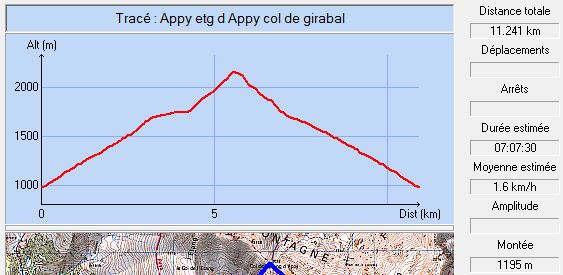 Tracé : Appy etg d Appy col de girabal
Alt (m)
2000
1500
1000
0
5
Dist (km)
Distance totale
11.241 km
Déplacements
Arrêts
Durée estimée
07:07:30
Moyenne estimée
1.6 km/h
Amplitude
Montée
1195 m